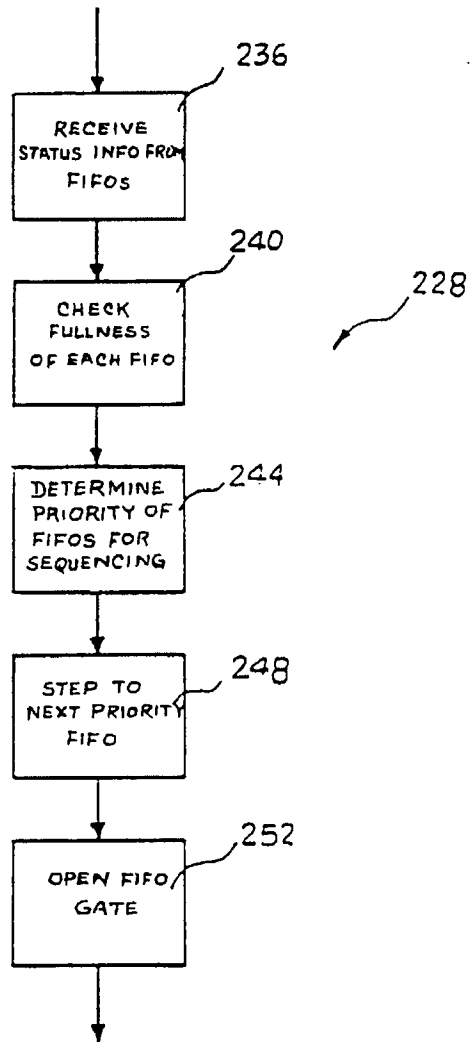 236
RECEIVE
STATUS INFO FROM
FIFOS
240
CHECK
FULLNESS
OF EACH FIFO
228
244
DETERMINE
PRIORITY OF
FIFOS FOR
SEQUENCING
248
STEP TO
NEXT PRIORITY
FIFO
252
OPEN FIFO
GATE